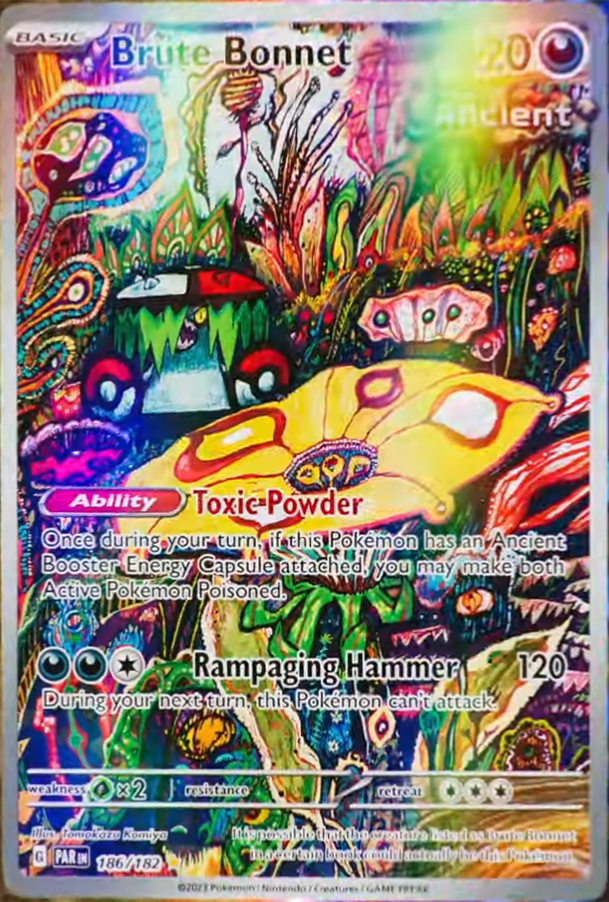 BASIC Brute Bonnet 20
Ancient
Ability Toxic Powder
Once during your turn, if this Pokémon has an Ancient
Booster Energy Capsule attached, you may make both
Active Pokémon Poisoned.
Rampaging Hammer 120
During your next turn, this Pokémon can't attack.
weakness ×2 resistance retreat
Illus. Tomokazu Komiya
It is possible that the creature listed as Brute Bonnet
in a certain book could actually be this Pokémon.
G PAR EN 186/182
©2023 Pokémon / Nintendo / Creatures / GAME FREAK